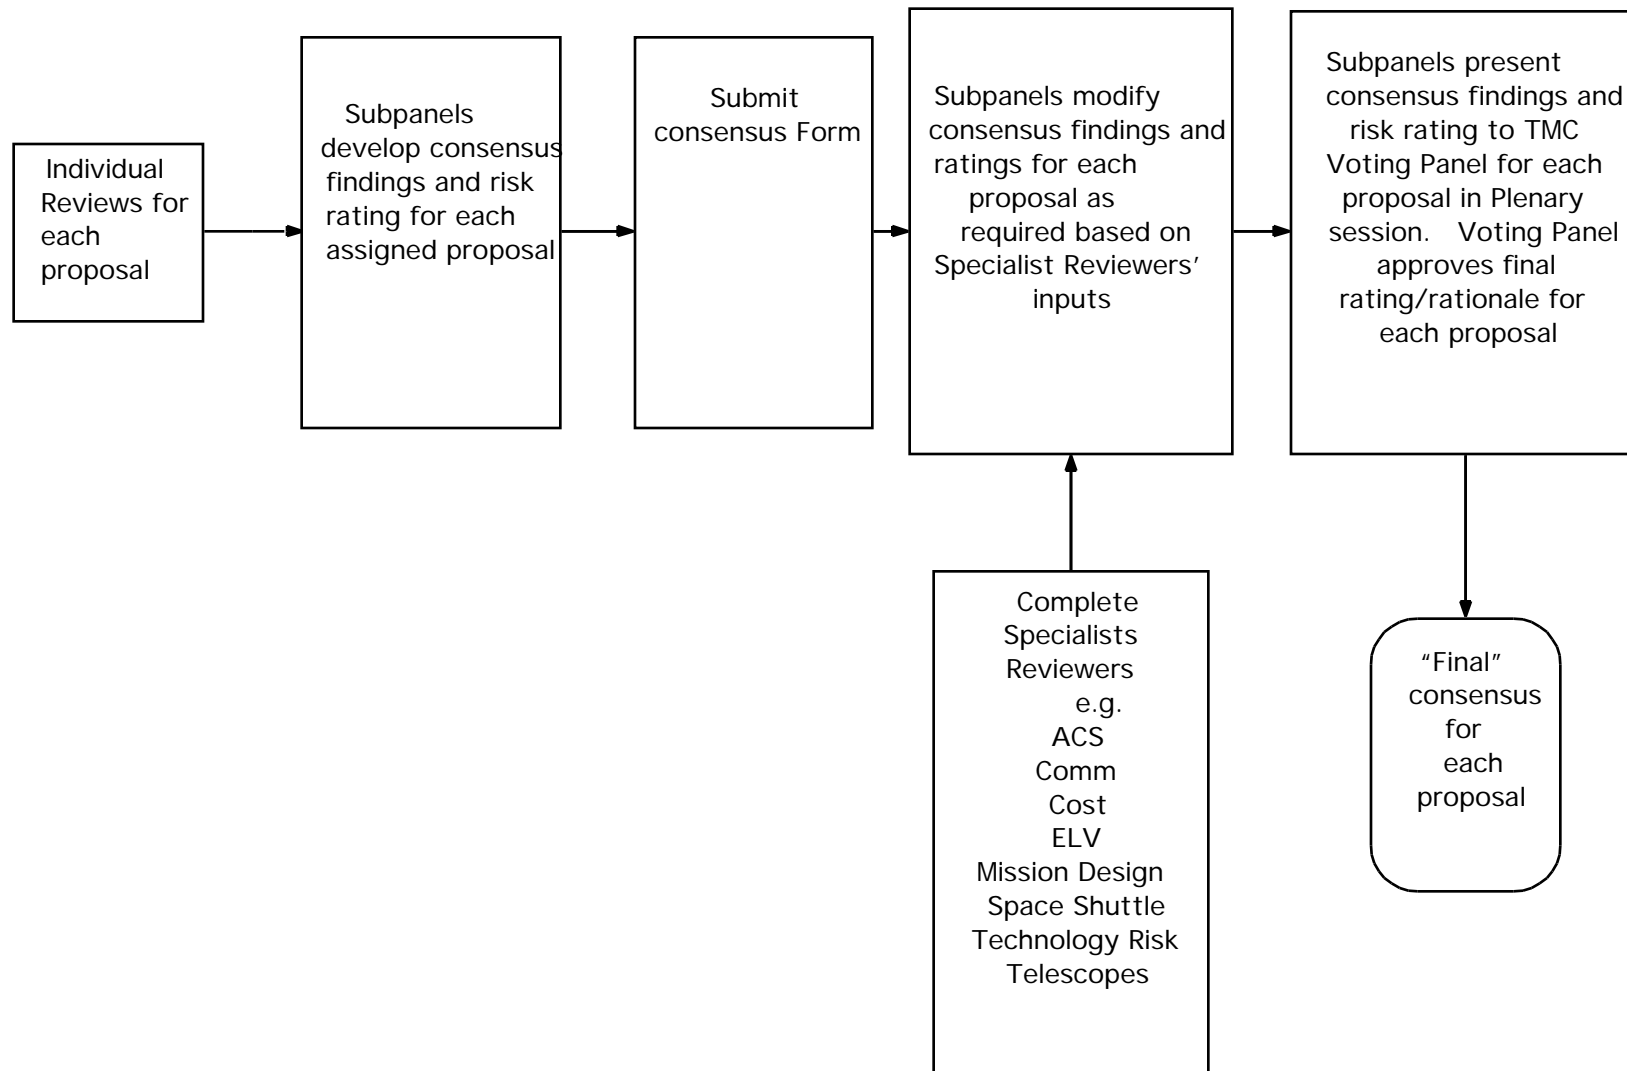 Individual
Reviews for
each
proposal
Subpanels
develop consensus
findings and risk
rating for each
assigned proposal
Submit
consensus Form
Subpanels modify
consensus findings and
ratings for each
proposal as
required based on
Specialist Reviewers’
inputs
Subpanels present
consensus findings and
risk rating to TMC
Voting Panel for each
proposal in Plenary
session. Voting Panel
approves final
rating/rationale for
each proposal
Complete
Specialists
Reviewers
e.g.
ACS
Comm
Cost
ELV
Mission Design
Space Shuttle
Technology Risk
Telescopes
“Final”
consensus
for
each
proposal